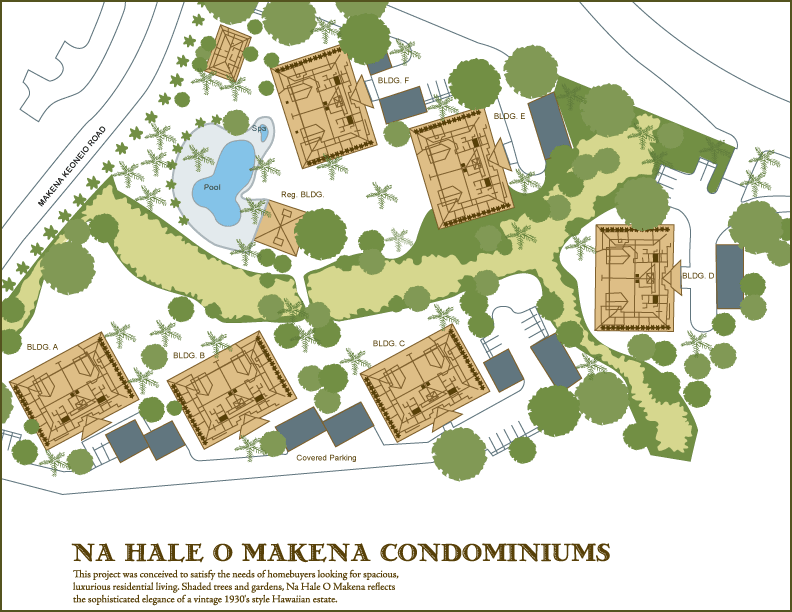 BLDG. F
BLDG. E
Spa
MAKENA KEONEIO ROAD
Pool
Reg. BLDG.
BLDG. D
BLDG. A
BLDG. B
BLDG. C
Covered Parking
NA HALE O MAKENA CONDOMINIUMS
This project was conceived to satisfy the needs of homebuyers looking for spacious,
luxurious residential living. Shaded trees and gardens, Na Hale O Makena reflects
the sophisticated elegance of a vintage 1930's style Hawaiian estate.